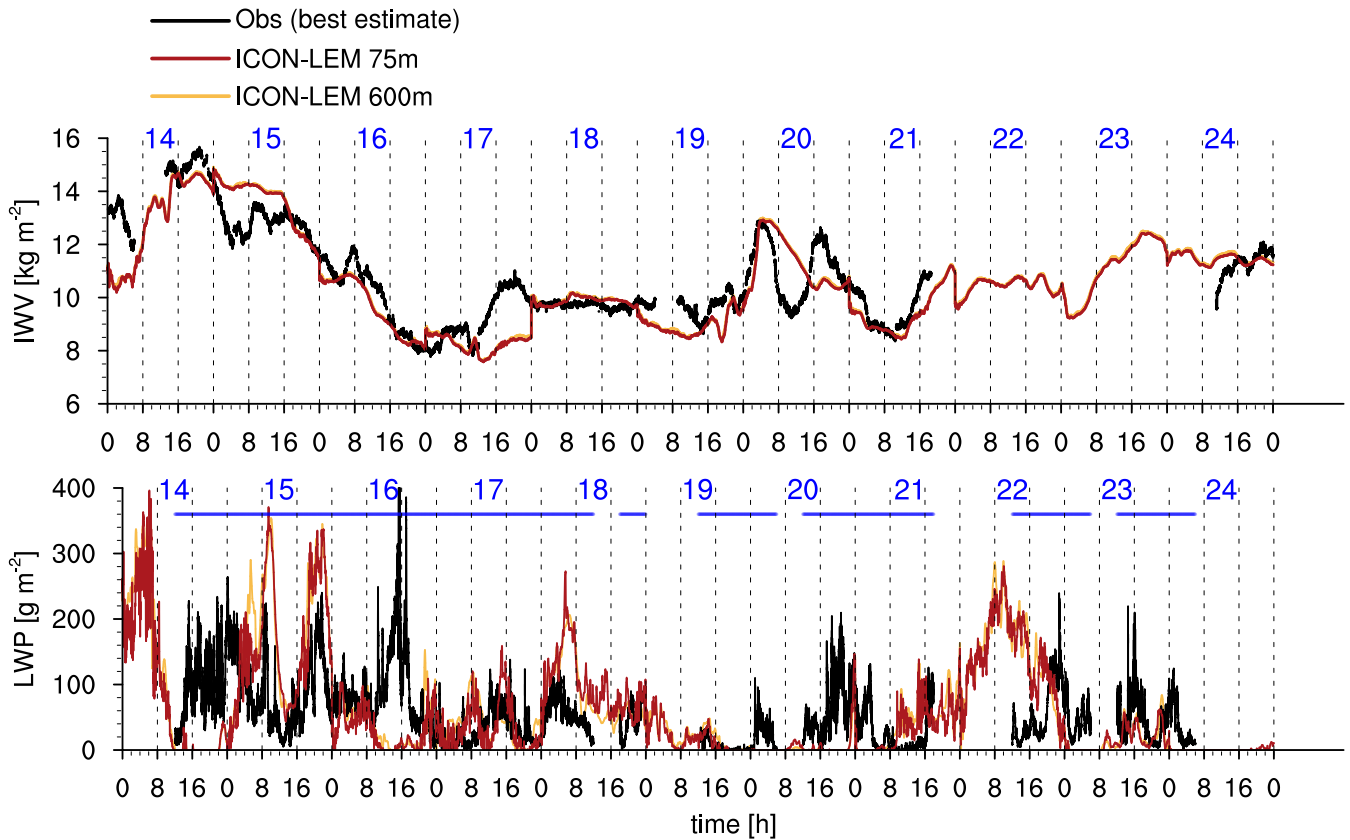 Obs (best estimate)
ICON-LEM 75m
ICON-LEM 600m
14 15 16 17 18 19 20 21 22 23 24
16
14
12
10
8
6
IWV [kg m⁻²]
0 8 16 0 8 16 0 8 16 0 8 16 0 8 16 0 8 16 0 8 16 0 8 16 0 8 16 0 8 16 0 8 16 0
14 15 16 17 18 19 20 21 22 23 24
400
300
200
100
0
LWP [g m⁻²]
0 8 16 0 8 16 0 8 16 0 8 16 0 8 16 0 8 16 0 8 16 0 8 16 0 8 16 0 8 16 0 8 16 0
time [h]